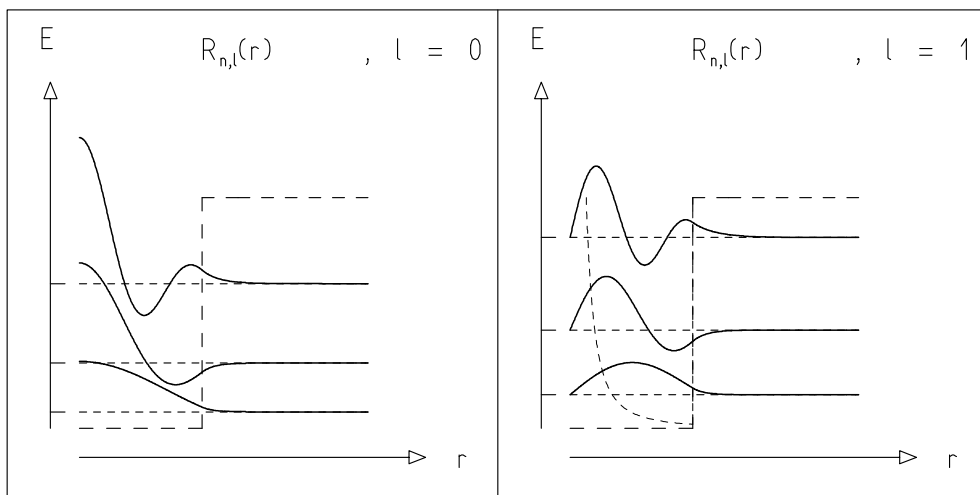 E R_{n,l}(r) , l = 0
r
E R_{n,l}(r) , l = 1
r